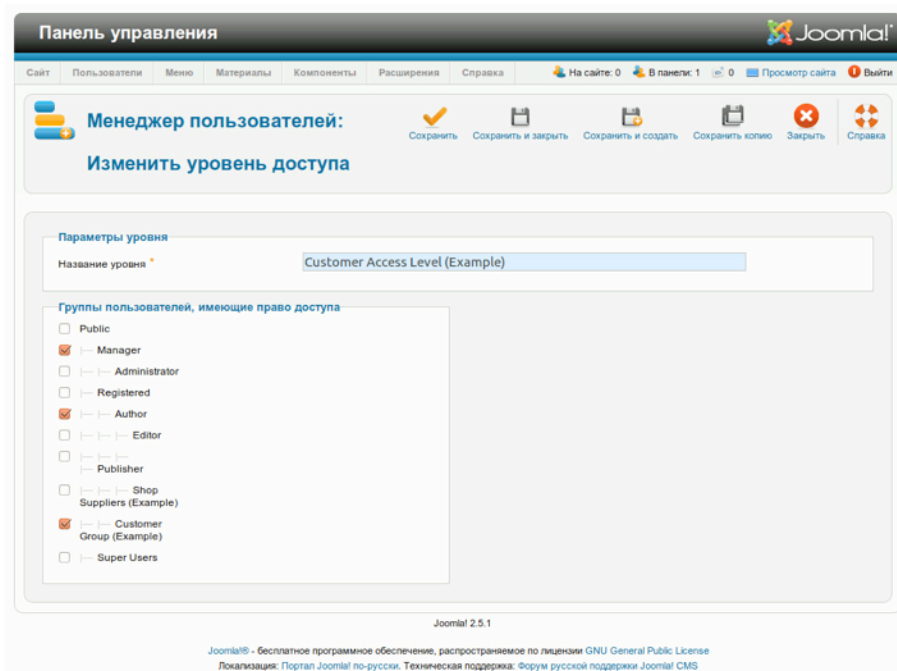 Панель управления
Joomla!
Сайт Пользователи Меню Материалы Компоненты Расширения Справка На сайте: 0 В панели: 1 0 Просмотр сайта Выйти
Менеджер пользователей:
Изменить уровень доступа
Сохранить Сохранить и закрыть Сохранить и создать Сохранить копию Закрыть Справка
Параметры уровня
Название уровня * Customer Access Level (Example)
Группы пользователей, имеющие право доступа
Public
Manager
Administrator
Registered
Author
Editor
Publisher
Shop
Suppliers (Example)
Customer
Group (Example)
Super Users
Joomla! 2.5.1
Joomla!® - бесплатное программное обеспечение, распространяемое по лицензии GNU General Public License
Локализация: Портал Joomla! по-русски. Техническая поддержка: Форум русской поддержки Joomla! CMS